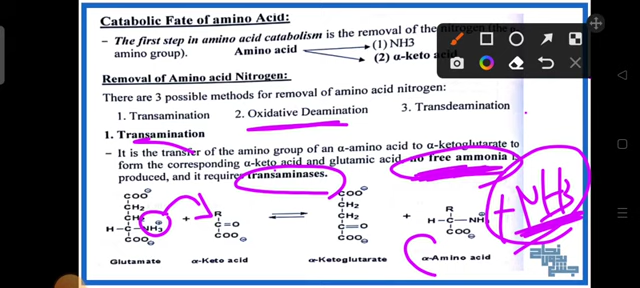 Catabolic Fate of amino Acid:
– The first step in amino acid catabolism is the removal of the nitrogen (the
amino group).
Amino acid
(1) NH3
(2) α-keto
Removal of Amino acid Nitrogen:
There are 3 possible methods for removal of amino acid nitrogen:
1. Transamination 2. Oxidative Deamination 3. Transdeamination
1. Transamination
– It is the transfer of the amino group of an α-amino acid to α-ketoglutarate to
form the corresponding α-keto acid and glutamic acid, no free ammonia is
produced, and it requires transaminases.
+NH3
COO⊖
CH2
CH2
H–C–NH3⊕
COO⊖
+
R
C=O
COO⊖
⇌
COO⊖
CH2
CH2
C=O
COO⊖
+
R
H–C–NH
COO⊖
Glutamate α-Keto acid α-Ketoglutarate α-Amino acid
نجاح
بدون